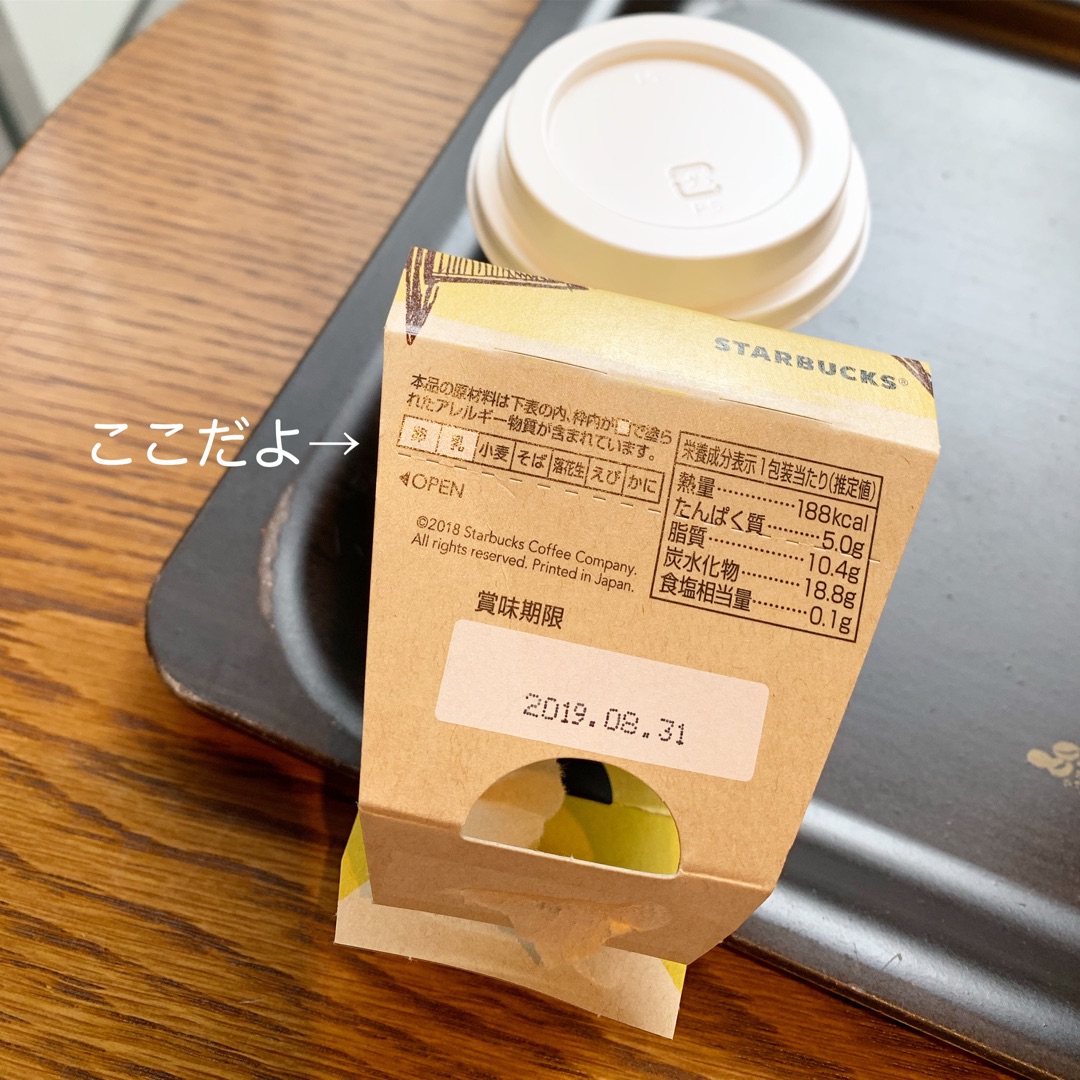 STARBUCKS®
本品の原材料は下表の内、枠内が□で塗ら
れたアレルギー物質が含まれています。
卵 乳 小麦 そば 落花生 えび かに
ここだよ→
◀OPEN
©2018 Starbucks Coffee Company.
All rights reserved. Printed in Japan.
栄養成分表示1包装当たり(推定値)
熱量…………188kcal
たんぱく質………5.0g
脂質……………10.4g
炭水化物…………18.8g
食塩相当量………0.1g
賞味期限
2019.08.31